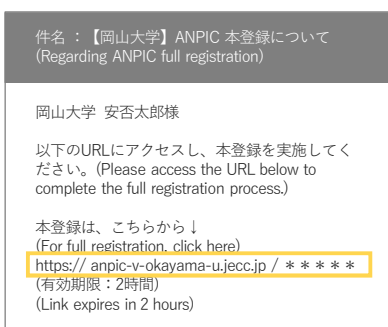 件名 ：【岡山大学】ANPIC 本登録について
(Regarding ANPIC full registration)
岡山大学 安否太郎様
以下のURLにアクセスし、本登録を実施してく
ださい。(Please access the URL below to
complete the full registration process.)
本登録は、こちらから↓
(For full registration, click here)
https:// anpic-v-okayama-u.jecc.jp / ＊＊＊＊＊
(有効期限：2時間)
(Link expires in 2 hours)